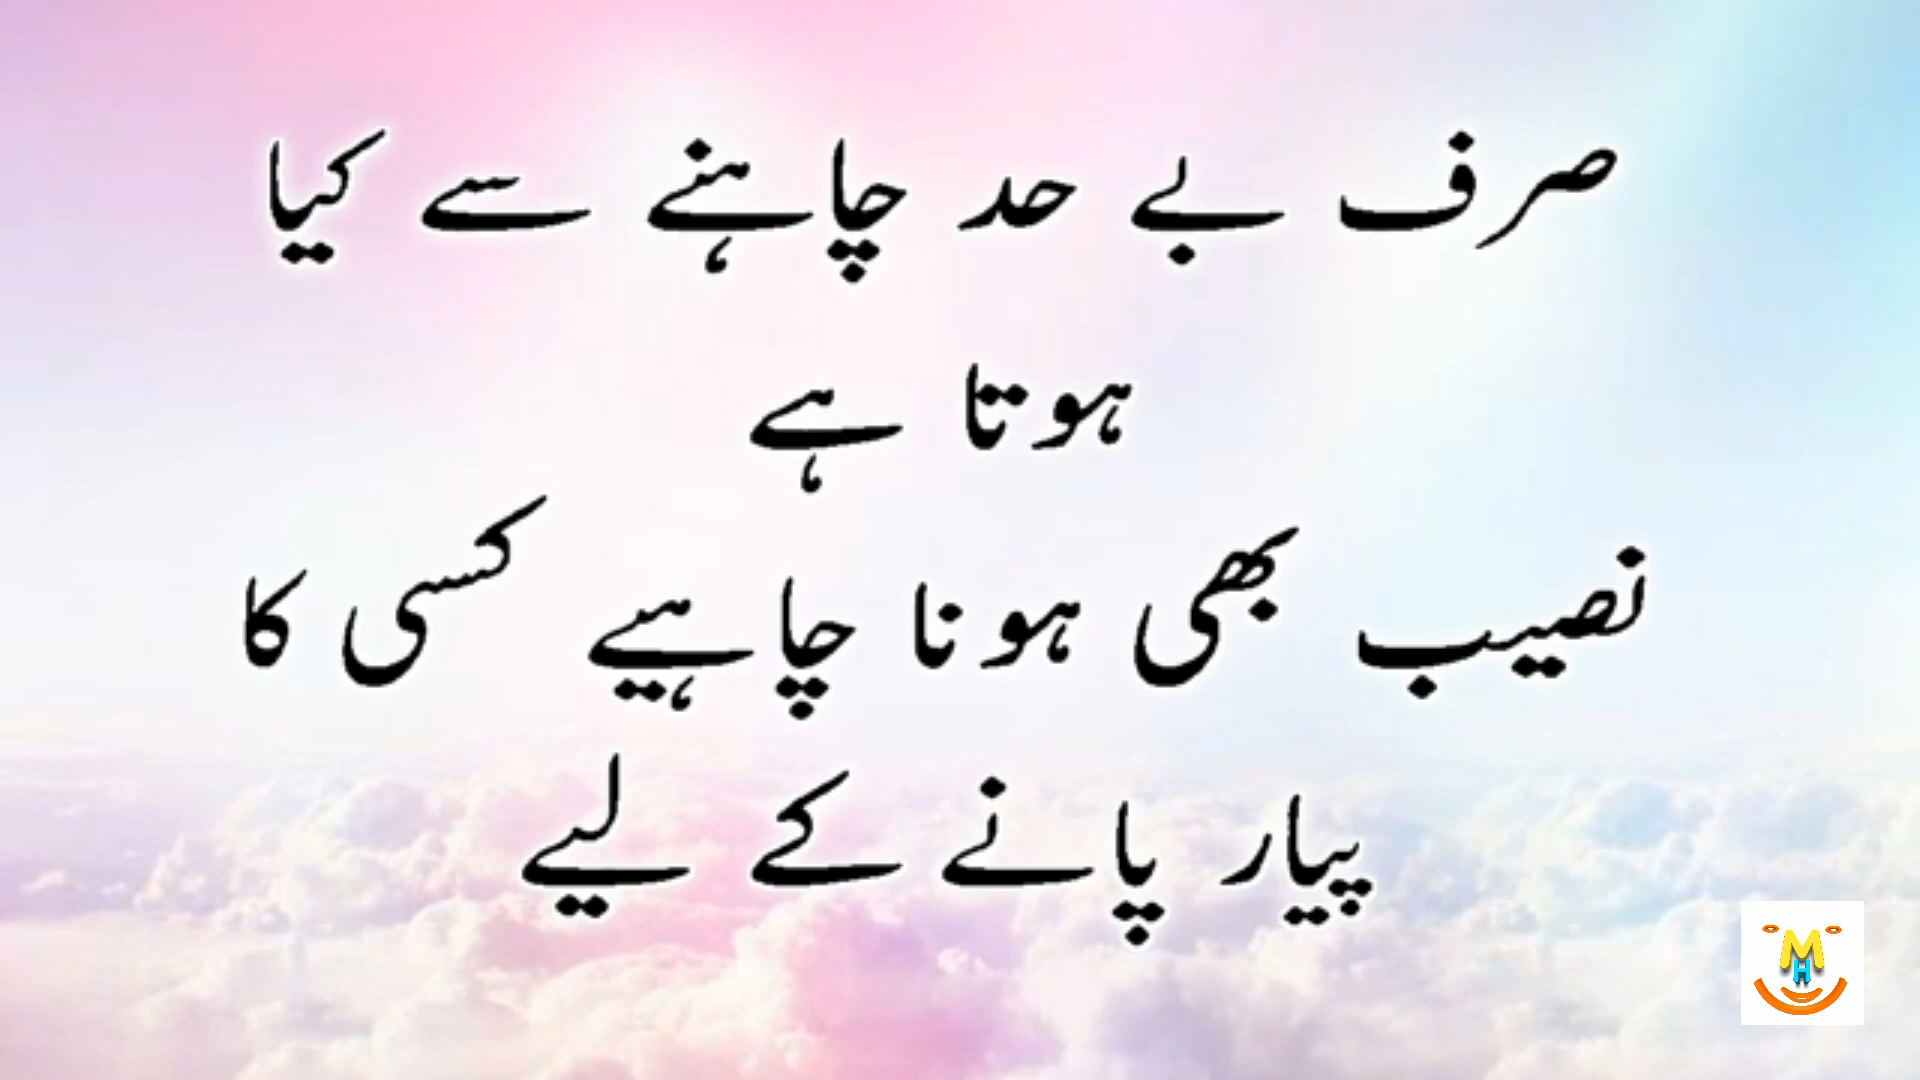 صرف بے حد چاہنے سے کیا
ہوتا ہے
نصیب بھی ہونا چاہیے کسی کا
پیار پانے کے لیے
M
H